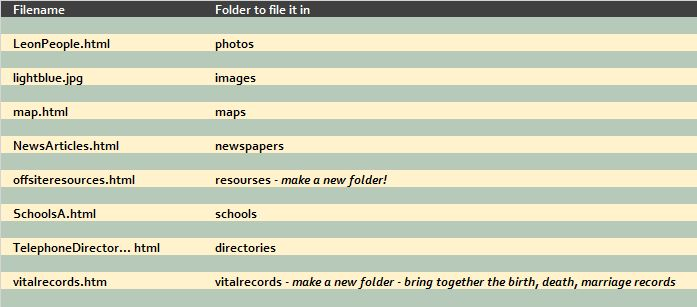 Filename Folder to file it in
LeonPeople.html photos
lightblue.jpg images
map.html maps
NewsArticles.html newspapers
offsiteresources.html resourses - make a new folder!
SchoolsA.html schools
TelephoneDirector... html directories
vitalrecords.htm vitalrecords - make a new folder - bring together the birth, death, marriage records